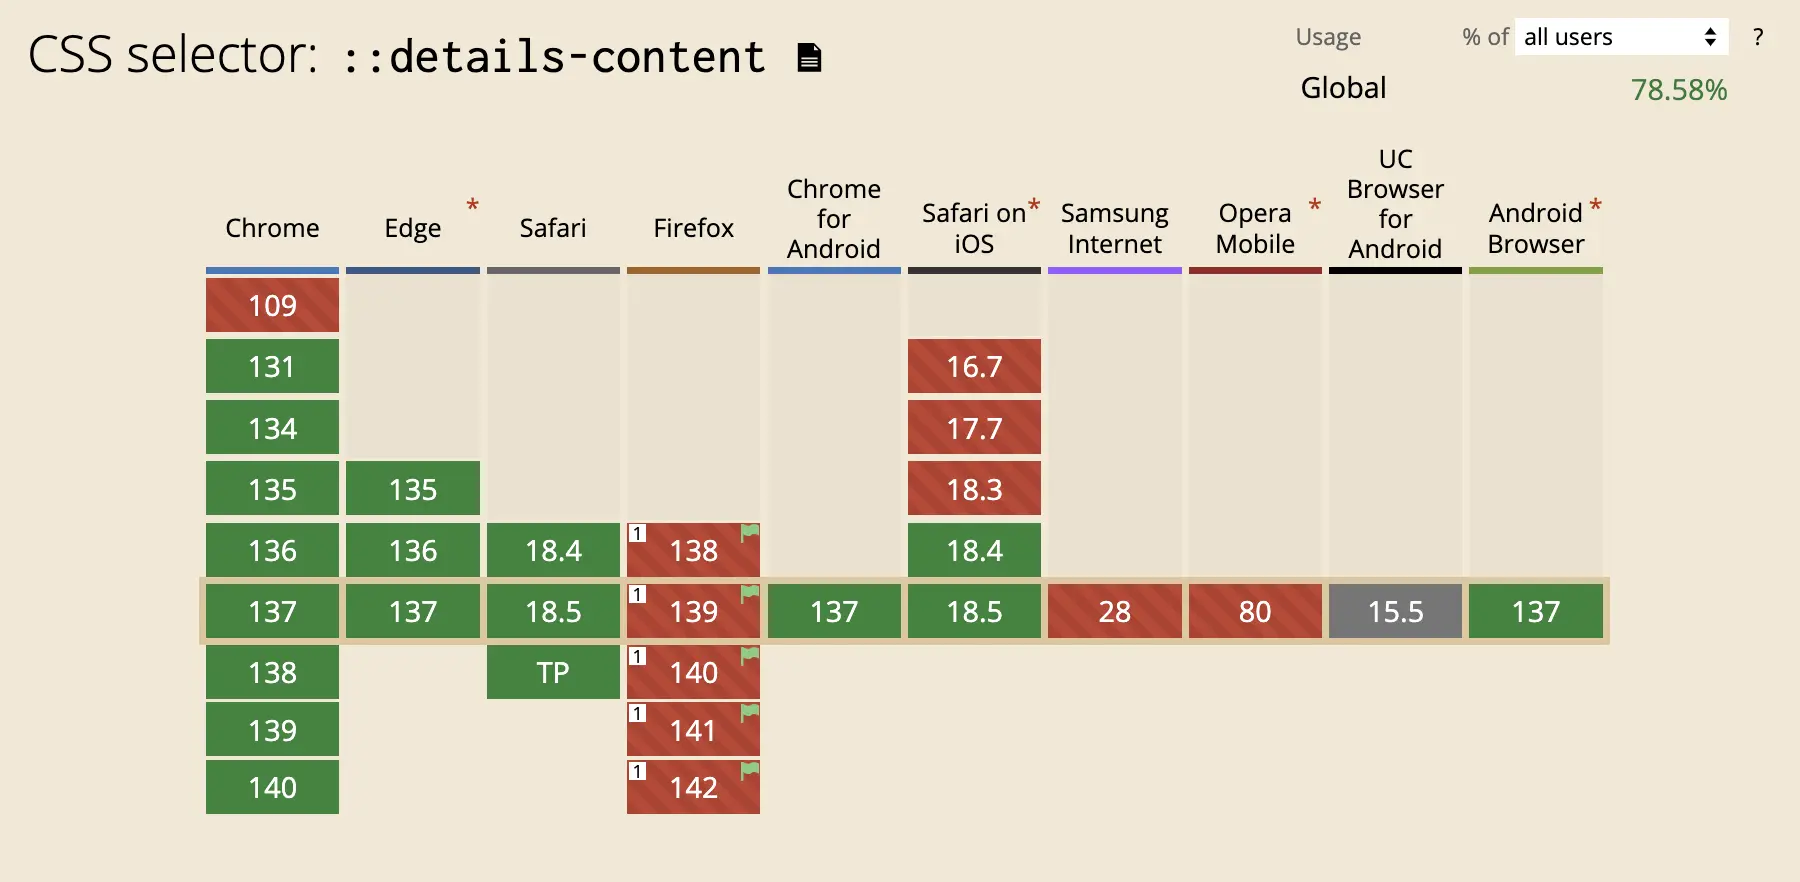 CSS selector: ::details-content
Usage % of all users ?
Global 78.58%
Chrome
Edge *
Safari
Firefox
Chrome
for
Android
Safari on *
iOS
Samsung
Internet
Opera *
Mobile
UC
Browser
for
Android
Android *
Browser
109
131 16.7
134 17.7
135 135 18.3
136 136 18.4 1 138 18.4
137 137 18.5 1 139 137 18.5 28 80 15.5 137
138 TP 1 140
139 1 141
140 1 142